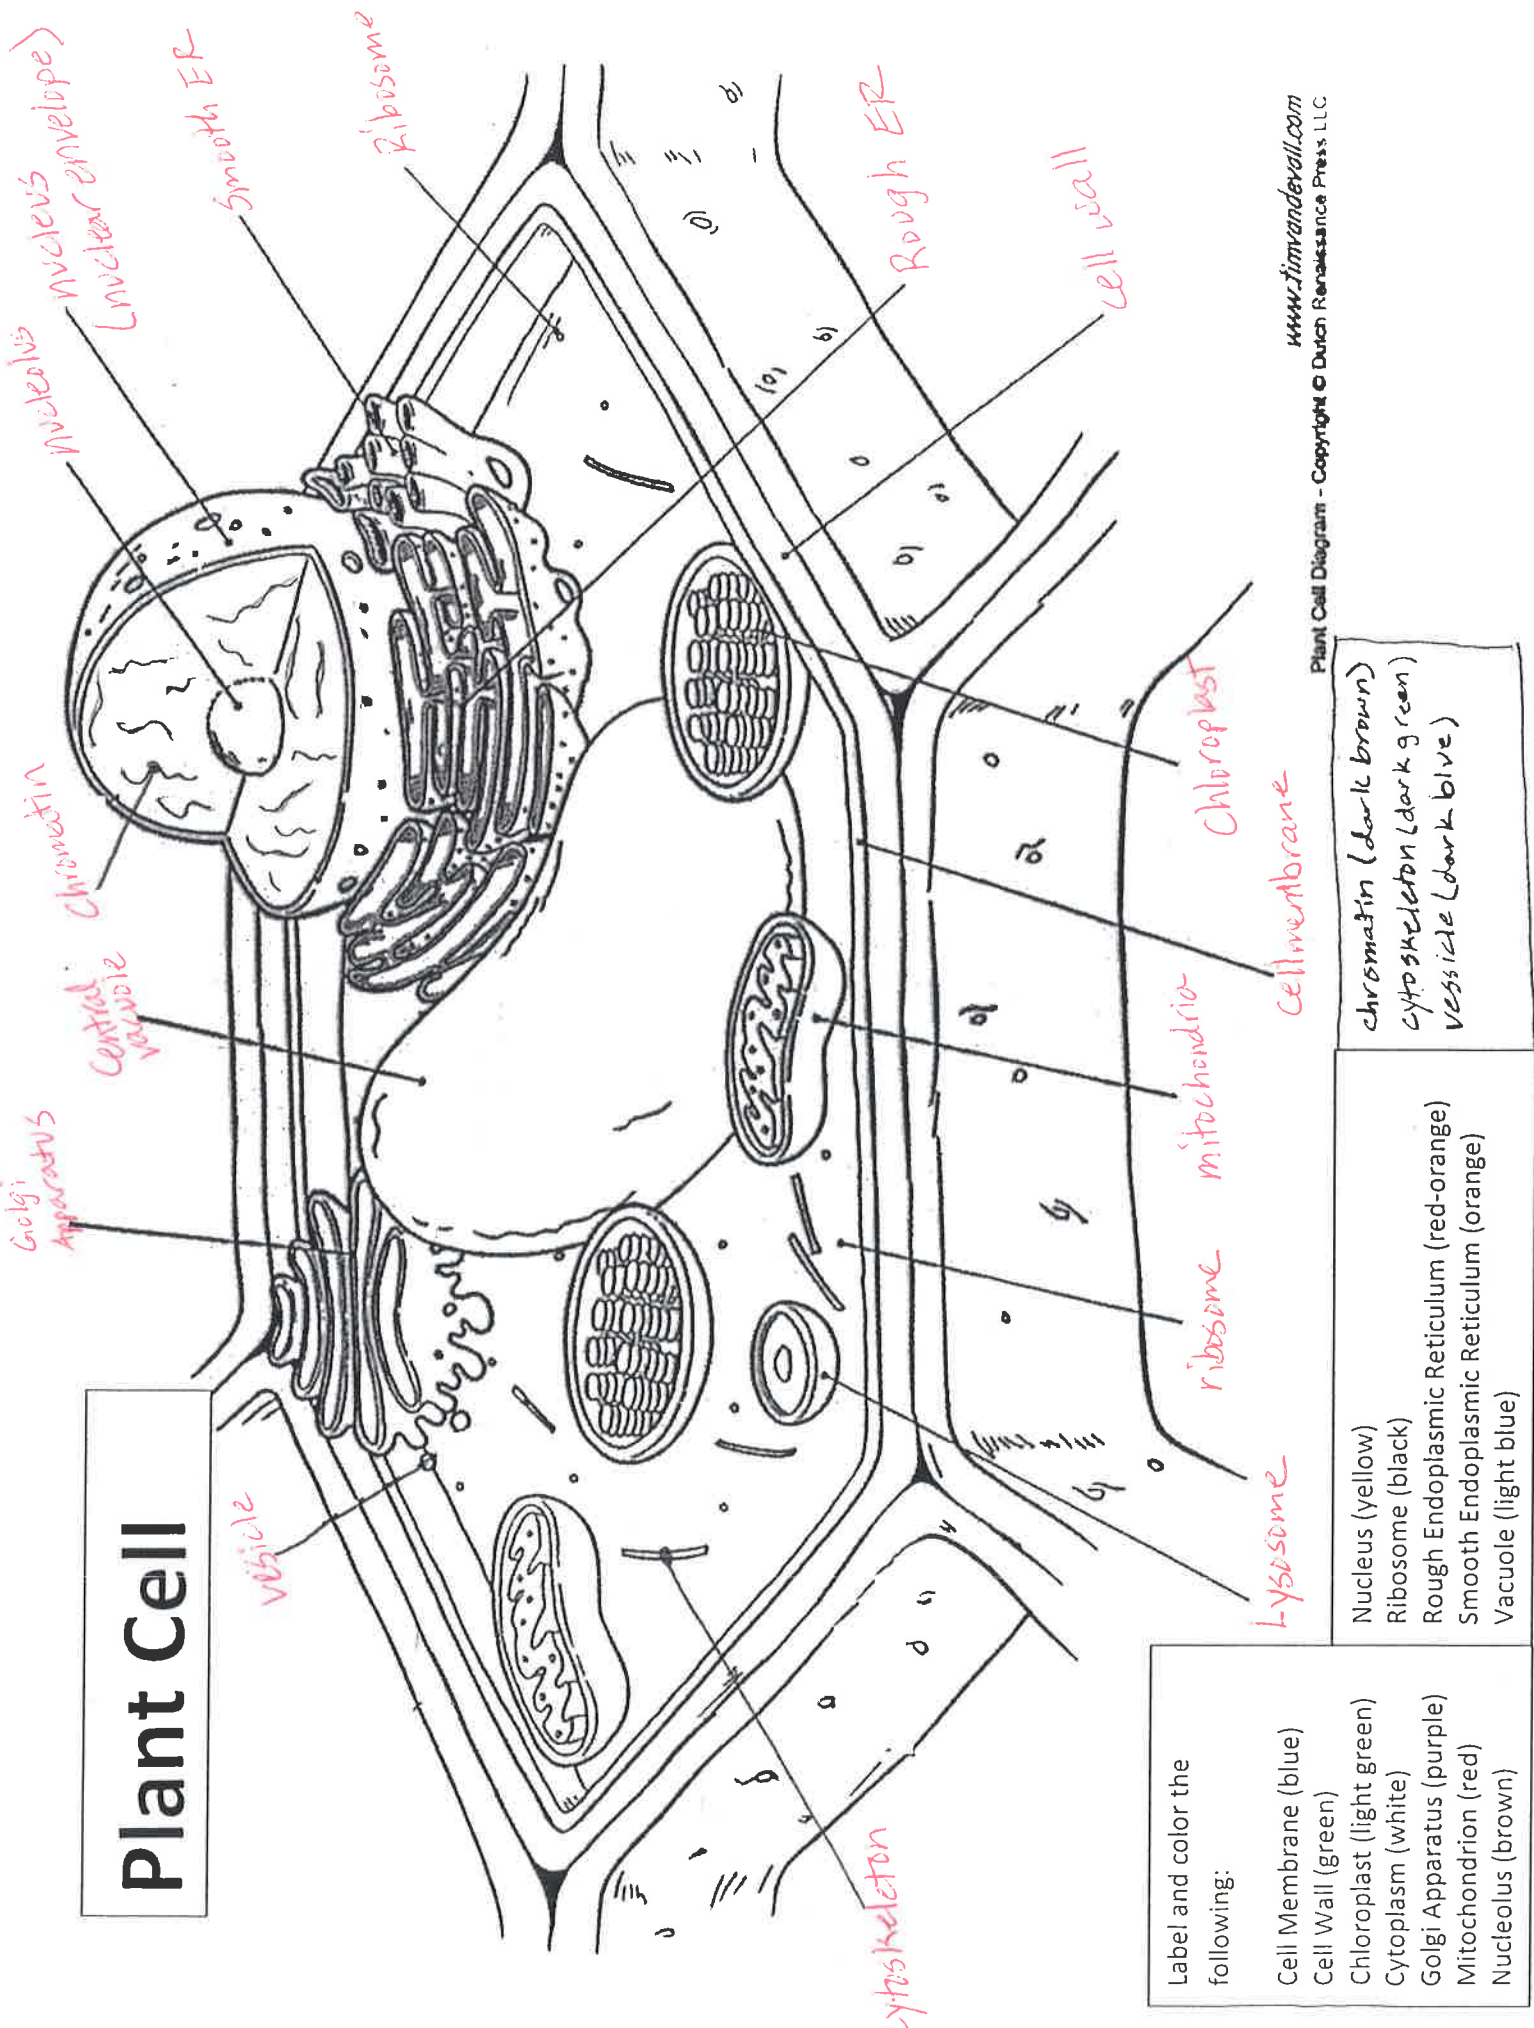 Plant Cell
vesicle
Golgi
Apparatus
Central
vacuole
Chromatin
nucleolus
nucleus
(nuclear envelope)
Smooth ER
Ribosome
Rough ER
cell wall
Chloroplast
Cellmembrane
mitochondria
ribosome
Lysosome
ytoskeleton
www.timvandevall.com
Plant Cell Diagram - Copyright © Dutch Renaissance Press LLC
Label and color the
following:
Cell Membrane (blue)
Cell Wall (green)
Chloroplast (light green)
Cytoplasm (white)
Golgi Apparatus (purple)
Mitochondrion (red)
Nucleolus (brown)
Nucleus (yellow)
Ribosome (black)
Rough Endoplasmic Reticulum (red-orange)
Smooth Endoplasmic Reticulum (orange)
Vacuole (light blue)
chromatin (dark brown)
cytoskeleton (dark green)
vessicle (dark blue)